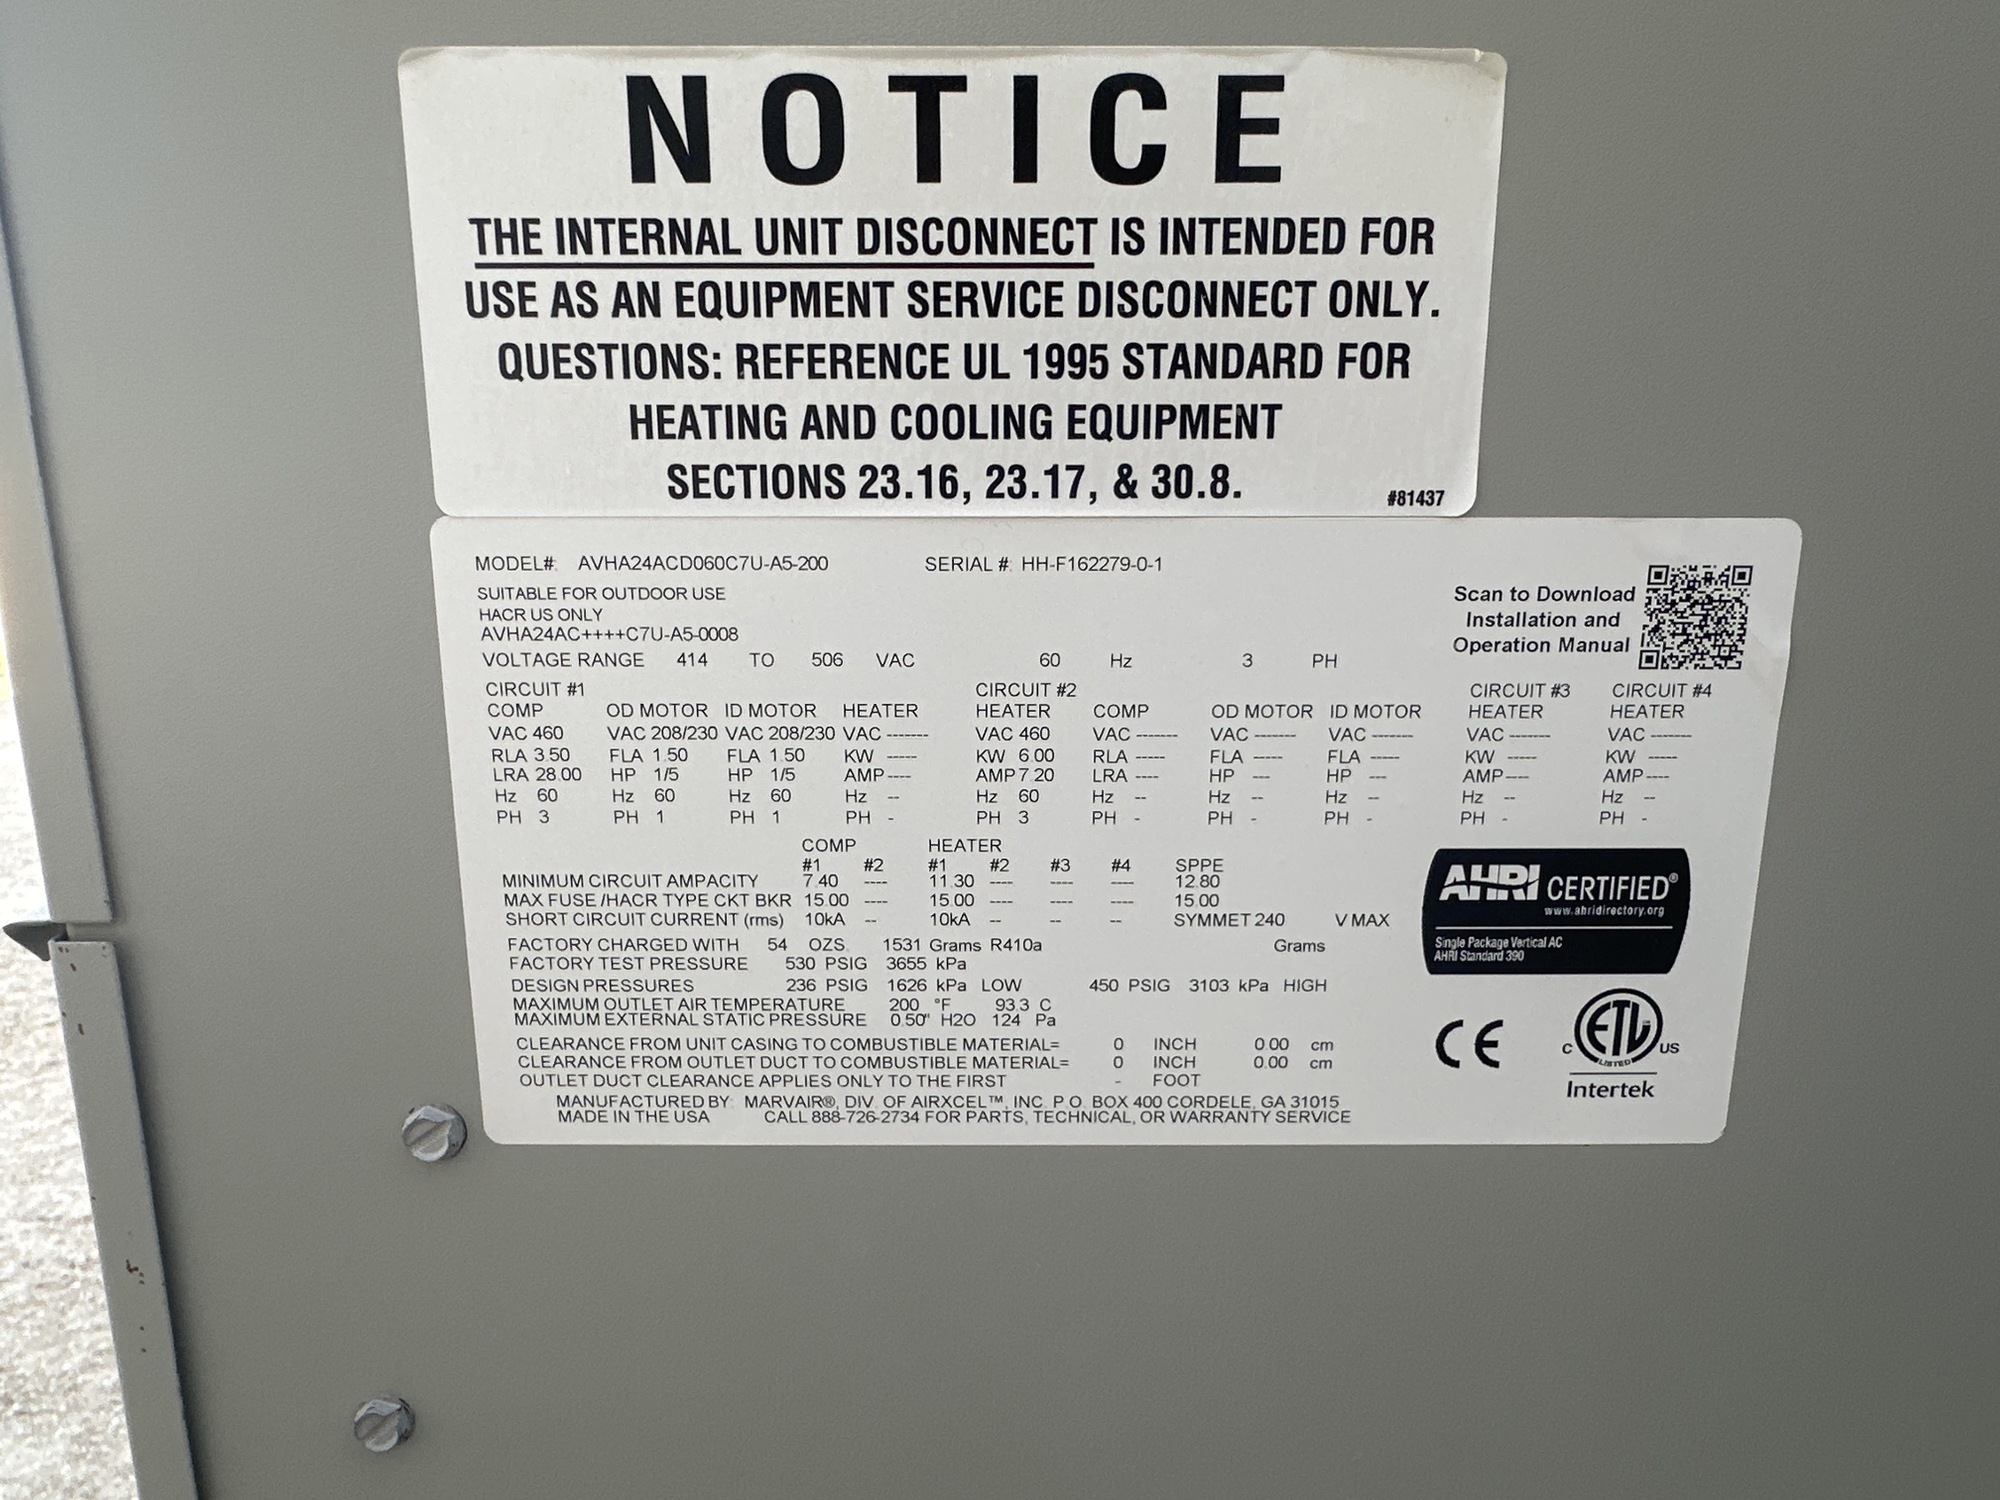 NOTICE
THE INTERNAL UNIT DISCONNECT IS INTENDED FOR
USE AS AN EQUIPMENT SERVICE DISCONNECT ONLY.
QUESTIONS: REFERENCE UL 1995 STANDARD FOR
HEATING AND COOLING EQUIPMENT
SECTIONS 23.16, 23.17, & 30.8.
#81437
MODEL#: AVHA24ACD060C7U-A5-200 SERIAL #: HH-F162279-0-1
SUITABLE FOR OUTDOOR USE
HACR US ONLY
AVHA24AC++++C7U-A5-0008
Scan to Download
Installation and
Operation Manual
VOLTAGE RANGE 414 TO 506 VAC 60 Hz 3 PH
CIRCUIT #1 CIRCUIT #2 CIRCUIT #3 CIRCUIT #4
COMP OD MOTOR ID MOTOR HEATER HEATER COMP OD MOTOR ID MOTOR HEATER HEATER
VAC 460 VAC 208/230 VAC 208/230 VAC ------- VAC 460 VAC ------- VAC ------- VAC ------- VAC ------- VAC -------
RLA 3.50 FLA 1.50 FLA 1.50 KW ----- KW 6.00 RLA ----- FLA ----- FLA ----- KW ----- KW -----
LRA 28.00 HP 1/5 HP 1/5 AMP ---- AMP 7.20 LRA ---- HP --- HP --- AMP ---- AMP ----
Hz 60 Hz 60 Hz 60 Hz -- Hz 60 Hz -- Hz -- Hz -- Hz -- Hz --
PH 3 PH 1 PH 1 PH - PH 3 PH - PH - PH - PH - PH -
COMP HEATER
#1 #2 #1 #2 #3 #4 SPPE
MINIMUM CIRCUIT AMPACITY 7.40 ---- 11.30 ---- ---- ---- 12.80
MAX FUSE /HACR TYPE CKT BKR 15.00 ---- 15.00 ---- ---- ---- 15.00
SHORT CIRCUIT CURRENT (rms) 10kA -- 10kA -- -- -- SYMMET 240 V MAX
FACTORY CHARGED WITH 54 OZS. 1531 Grams R410a Grams
FACTORY TEST PRESSURE 530 PSIG 3655 kPa
DESIGN PRESSURES 236 PSIG 1626 kPa LOW 450 PSIG 3103 kPa HIGH
MAXIMUM OUTLET AIR TEMPERATURE 200 °F 93.3 C
MAXIMUM EXTERNAL STATIC PRESSURE 0.50" H2O 124 Pa
CLEARANCE FROM UNIT CASING TO COMBUSTIBLE MATERIAL= 0 INCH 0.00 cm
CLEARANCE FROM OUTLET DUCT TO COMBUSTIBLE MATERIAL= 0 INCH 0.00 cm
OUTLET DUCT CLEARANCE APPLIES ONLY TO THE FIRST - FOOT
MANUFACTURED BY: MARVAIR®, DIV. OF AIRXCEL™, INC. P.O. BOX 400 CORDELE, GA 31015
MADE IN THE USA CALL 888-726-2734 FOR PARTS, TECHNICAL, OR WARRANTY SERVICE
AHRI CERTIFIED®
www.ahridirectory.org
Single Package Vertical AC
AHRI Standard 390
CE
C ETL US
LISTED
Intertek